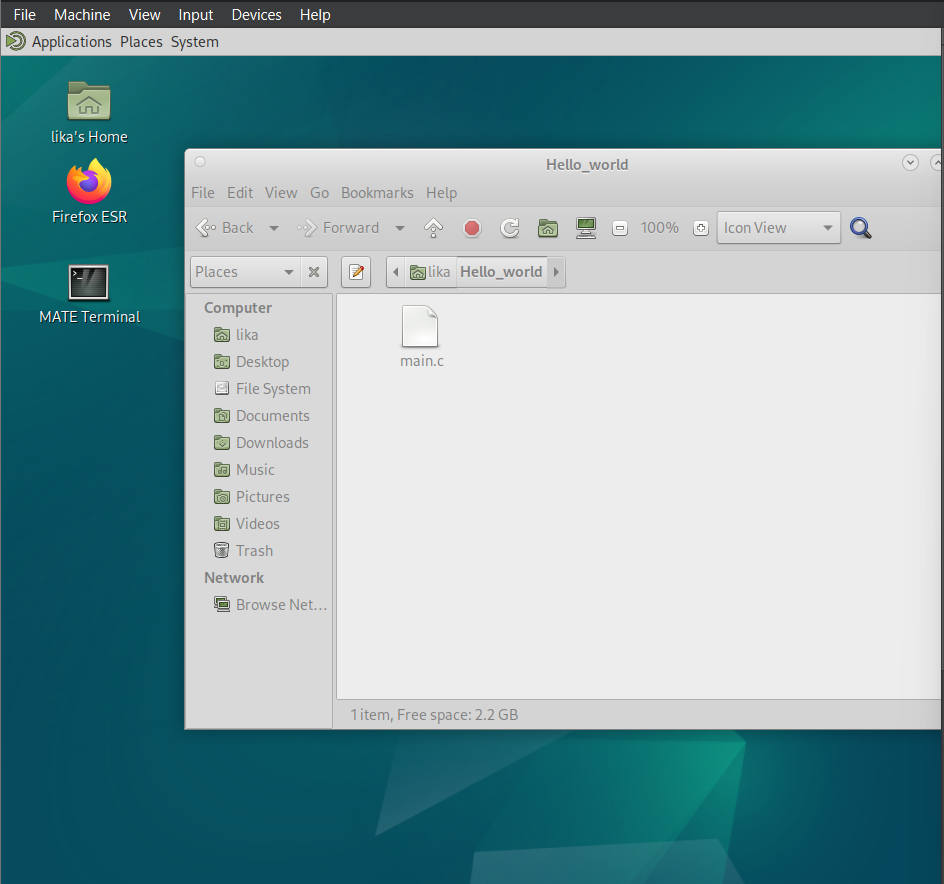 File Machine View Input Devices Help
Applications Places System
lika's Home
Firefox ESR
MATE Terminal
Hello_world
File Edit View Go Bookmarks Help
Back Forward 100% Icon View
Places lika Hello_world
Computer
lika
Desktop
File System
Documents
Downloads
Music
Pictures
Videos
Trash
Network
Browse Net...
main.c
1 item, Free space: 2.2 GB